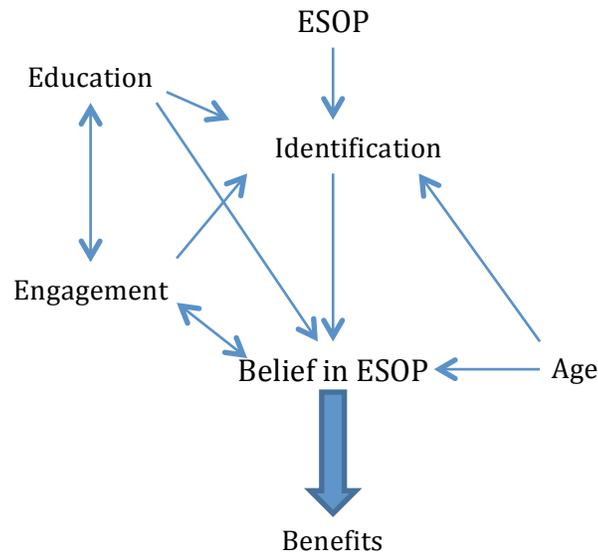 ESOP
Education
Identification
Engagement
Belief in ESOP
Age
Benefits